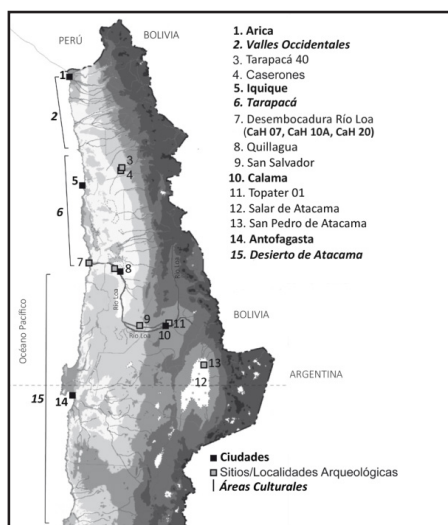 PERÚ
BOLIVIA
1
2
3
4
5
6
7
8
Río Loa
9
Río Loa
10
11
BOLIVIA
Océano Pacífico
13
12
ARGENTINA
14
15
1. Arica
2. Valles Occidentales
3. Tarapacá 40
4. Caserones
5. Iquique
6. Tarapacá
7. Desembocadura Río Loa
(CaH 07, CaH 10A, CaH 20)
8. Quillagua
9. San Salvador
10. Calama
11. Topater 01
12. Salar de Atacama
13. San Pedro de Atacama
14. Antofagasta
15. Desierto de Atacama
Ciudades
Sitios/Localidades Arqueológicas
Áreas Culturales